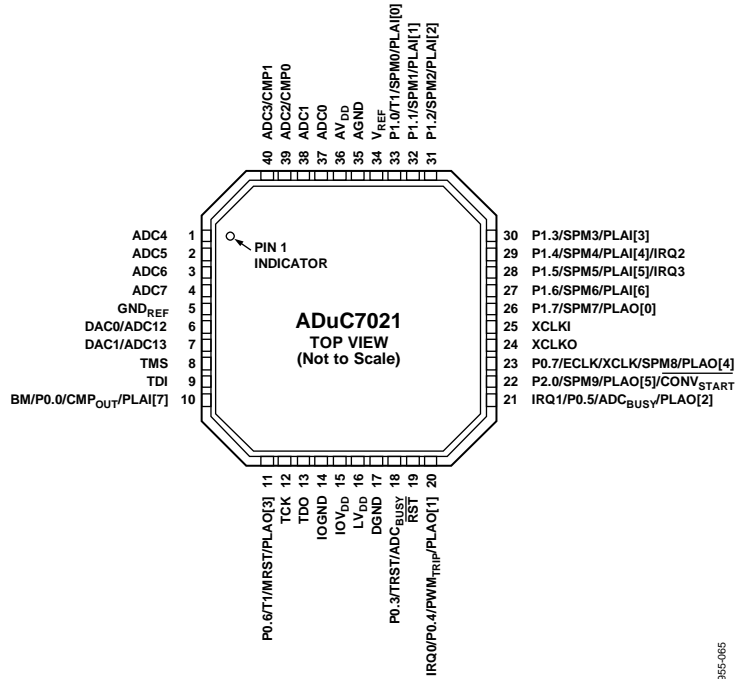 40 ADC3/CMP1
39 ADC2/CMP0
38 ADC1
37 ADC0
36 AVDD
35 AGND
34 VREF
33 P1.0/T1/SPM0/PLAI[0]
32 P1.1/SPM1/PLAI[1]
31 P1.2/SPM2/PLAI[2]
ADC4 1
ADC5 2
ADC6 3
ADC7 4
GNDREF 5
DAC0/ADC12 6
DAC1/ADC13 7
TMS 8
TDI 9
BM/P0.0/CMPOUT/PLAI[7] 10
PIN 1
INDICATOR
ADuC7021
TOP VIEW
(Not to Scale)
30 P1.3/SPM3/PLAI[3]
29 P1.4/SPM4/PLAI[4]/IRQ2
28 P1.5/SPM5/PLAI[5]/IRQ3
27 P1.6/SPM6/PLAI[6]
26 P1.7/SPM7/PLAO[0]
25 XCLKI
24 XCLKO
23 P0.7/ECLK/XCLK/SPM8/PLAO[4]
22 P2.0/SPM9/PLAO[5]/CONVSTART
21 IRQ1/P0.5/ADCBUSY/PLAO[2]
P0.6/T1/MRST/PLAO[3] 11
TCK 12
TDO 13
IOGND 14
IOVDD 15
LVDD 16
DGND 17
P0.3/TRST/ADCBUSY 18
RST 19
IRQ0/P0.4/PWMTRIP/PLAO[1] 20
955-065